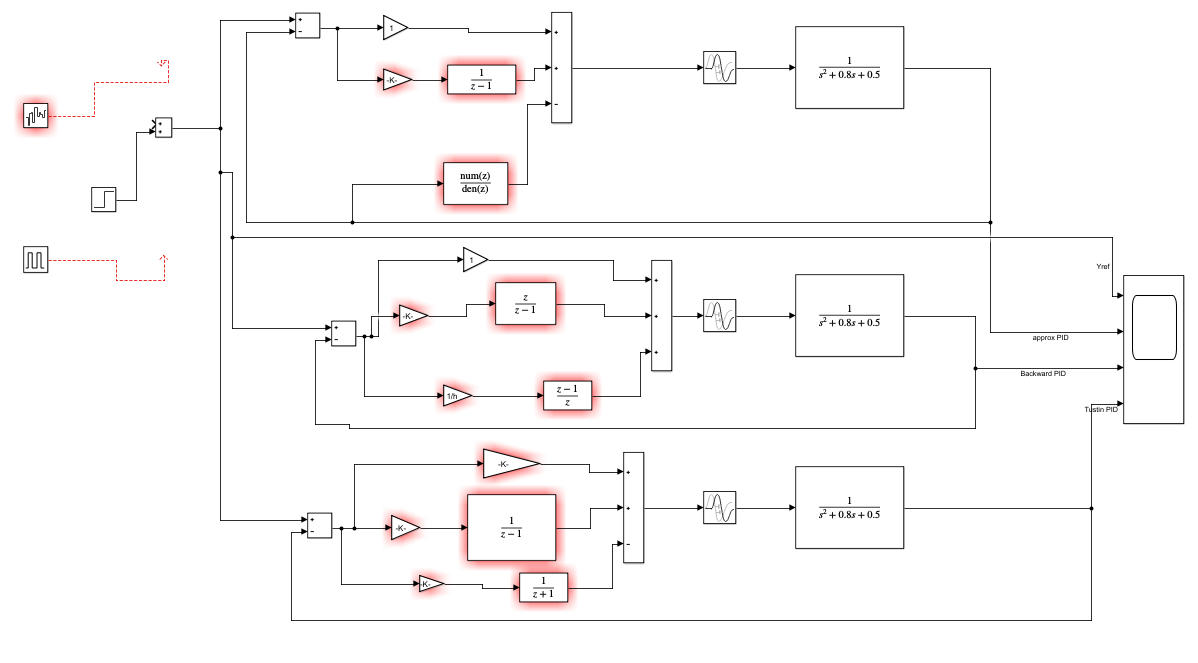 +
−
1
-K-
1
z − 1
+
+
−
1
s² + 0.8s + 0.5
+
+
num(z)
den(z)
Yref
1
-K-
z
z − 1
+
−
+
+
+
1
s² + 0.8s + 0.5
approx PID
Backward PID
1/h
z − 1
z
Tustin PID
-K-
-K-
1
z − 1
+
−
+
+
−
1
s² + 0.8s + 0.5
-K-
1
z + 1